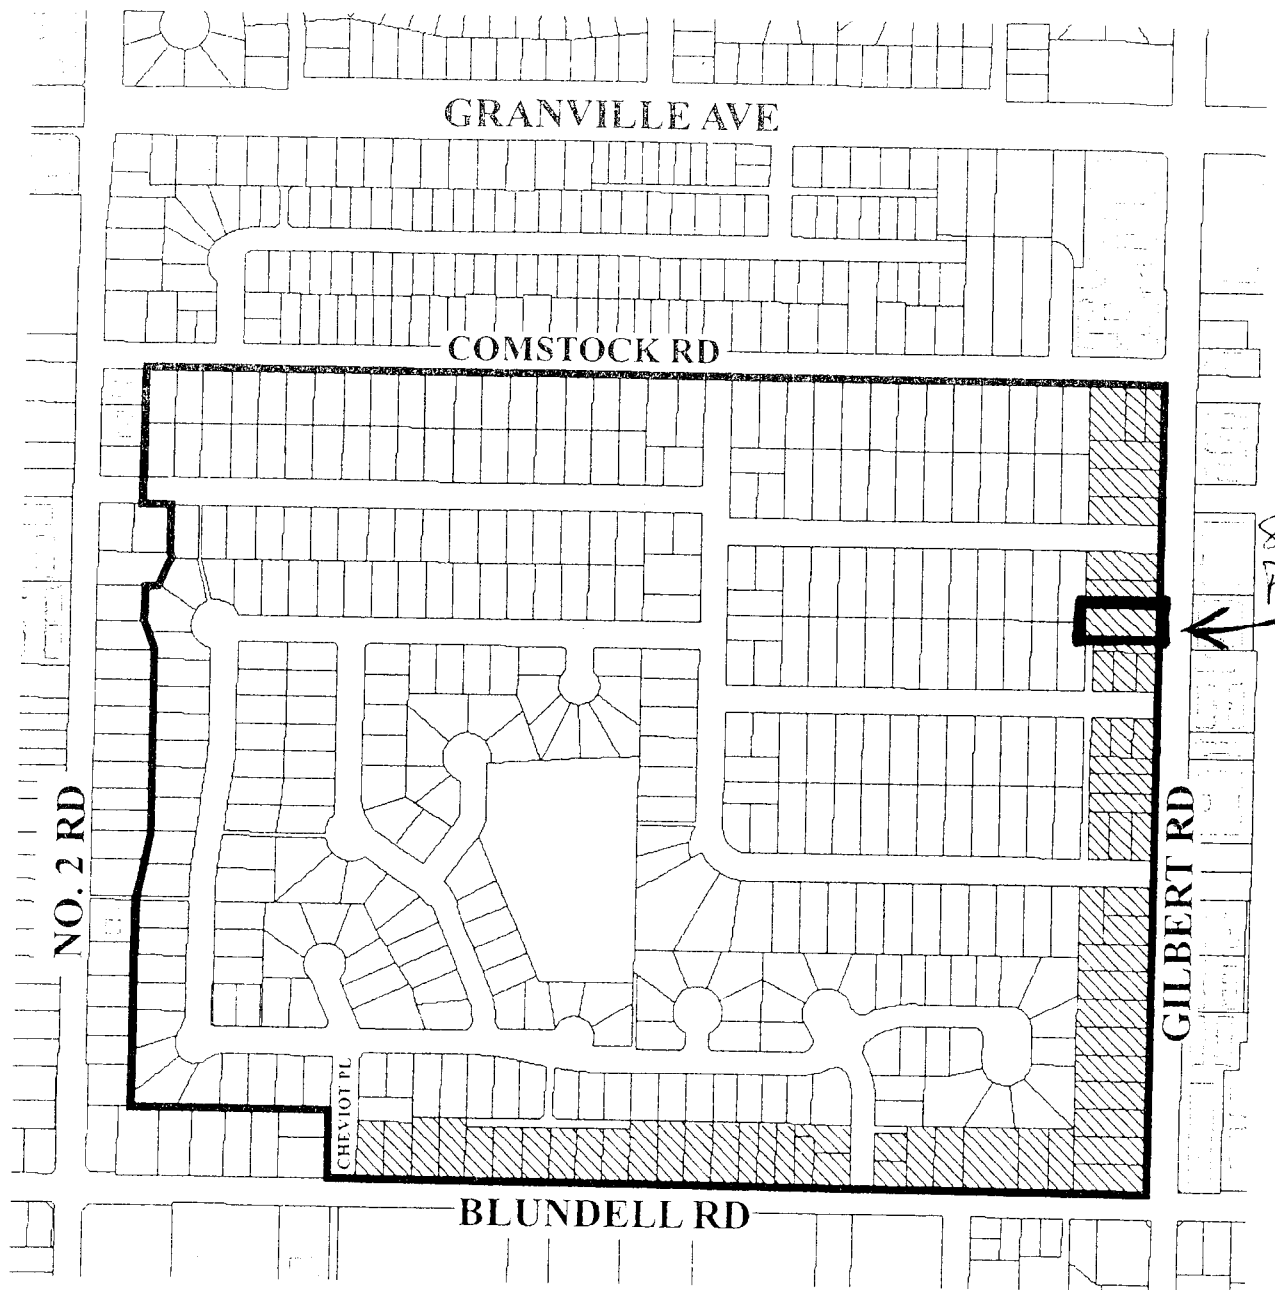 GRANVILLE AVE
COMSTOCK RD
NO. 2 RD
GILBERT RD
CHEVIOT PL
BLUNDELL RD